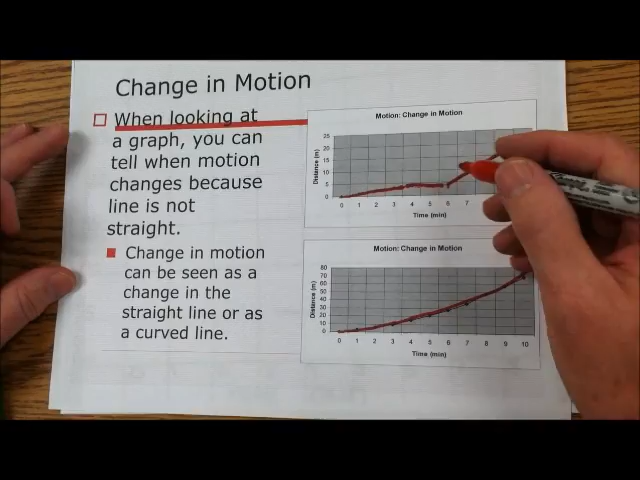 Change in Motion
When looking at
a graph, you can
tell when motion
changes because
line is not
straight.
Change in motion
can be seen as a
change in the
straight line or as
a curved line.
Motion: Change in Motion
Distance (m)
25
20
15
10
5
0
0 1 2 3 4 5 6 7
Time (min)
Motion: Change in Motion
Distance (m)
80
70
60
50
40
30
20
10
0
0 1 2 3 4 5 6 7 8 9 10
Time (min)